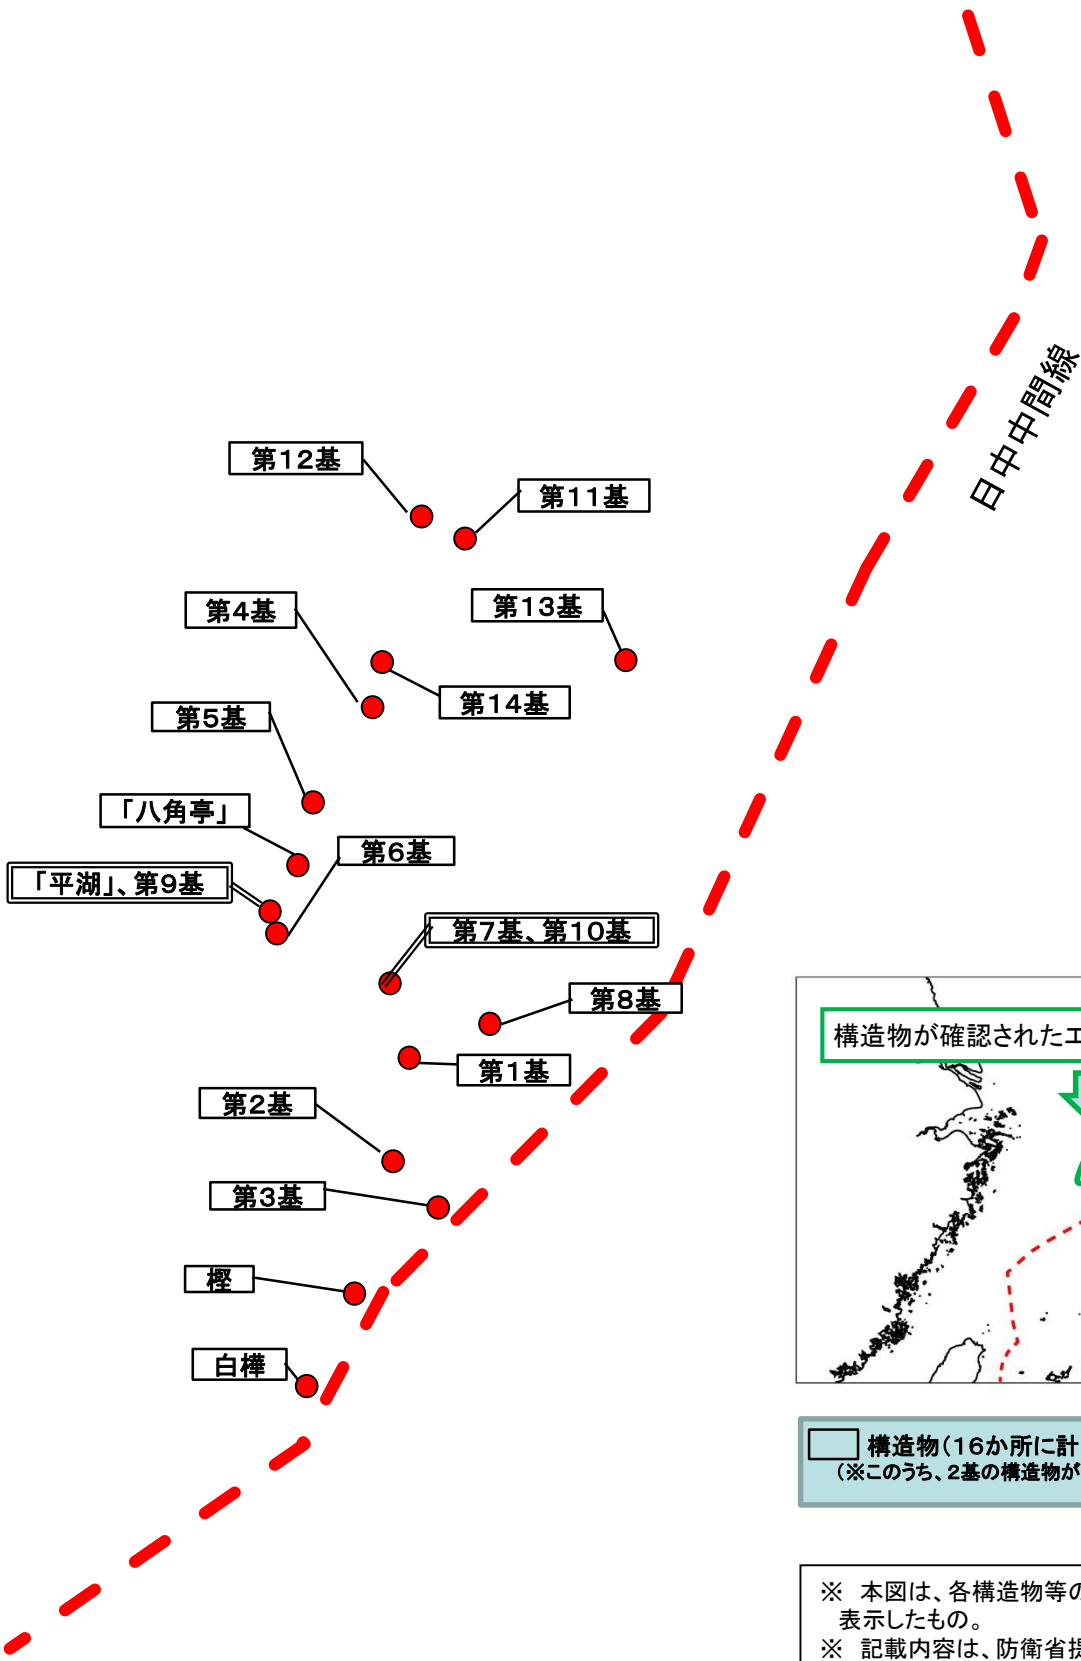 日中中間線
第12基
第11基
第4基
第13基
第14基
第5基
「八角亭」
第6基
「平湖」、第9基
第7基、第10基
第8基
第1基
第2基
第3基
樫
白樺
構造物が確認されたエ
構造物(16か所に計
(※このうち、2基の構造物が
※ 本図は、各構造物等の
表示したもの。
※ 記載内容は、防衛省提